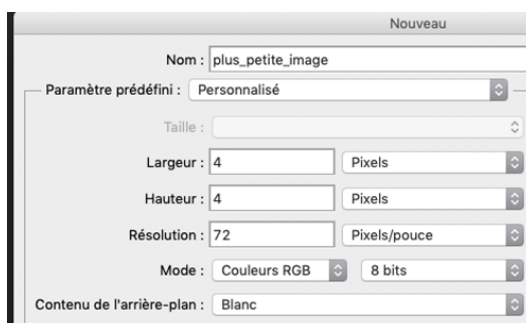 Nouveau
Nom : plus_petite_image
Paramètre prédéfini : Personnalisé
Taille :
Largeur : 4 Pixels
Hauteur : 4 Pixels
Résolution : 72 Pixels/pouce
Mode : Couleurs RGB 8 bits
Contenu de l'arrière-plan : Blanc